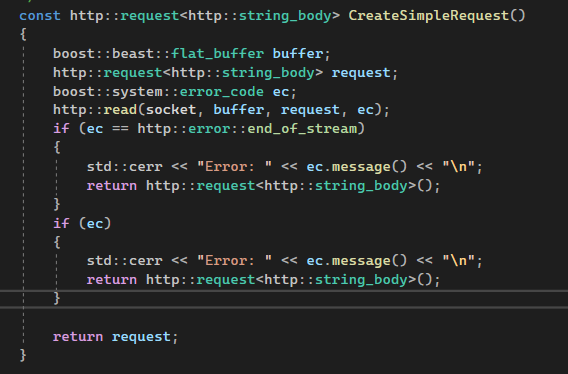 const http::request<http::string_body> CreateSimpleRequest()
{
    boost::beast::flat_buffer buffer;
    http::request<http::string_body> request;
    boost::system::error_code ec;
    http::read(socket, buffer, request, ec);
    if (ec == http::error::end_of_stream)
    {
        std::cerr << "Error: " << ec.message() << "\n";
        return http::request<http::string_body>();
    }
    if (ec)
    {
        std::cerr << "Error: " << ec.message() << "\n";
        return http::request<http::string_body>();
    }

    return request;
}